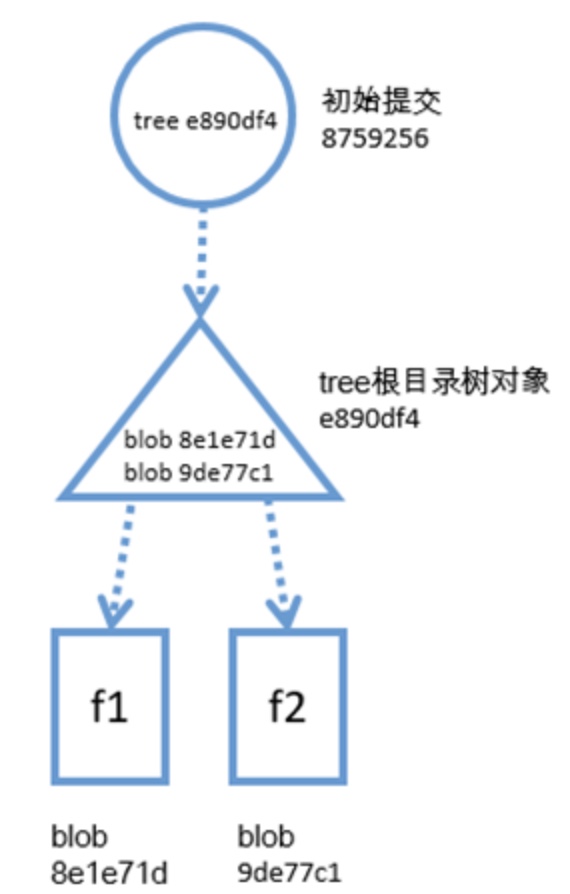 tree e890df4
初始提交
8759256
tree根目录树对象
e890df4
blob 8e1e71d
blob 9de77c1
f1
f2
blob
8e1e71d
blob
9de77c1